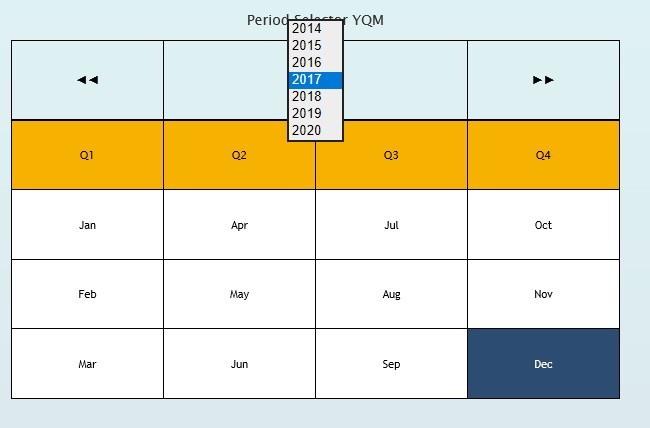 Period Selector YQM
2014
2015
2016
◄◄ 2017 ►►
2018
2019
2020
Q1 Q2 Q3 Q4
Jan Apr Jul Oct
Feb May Aug Nov
Mar Jun Sep Dec